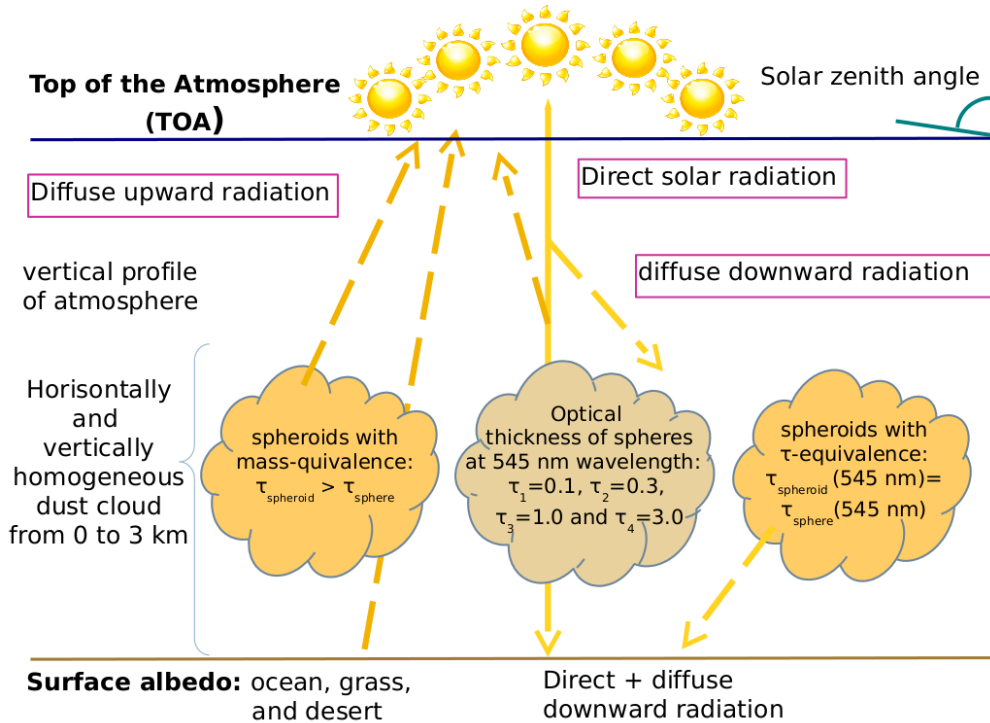 Top of the Atmosphere
(TOA)
Solar zenith angle
Diffuse upward radiation
Direct solar radiation
vertical profile
of atmosphere
diffuse downward radiation
Horisontally
and
vertically
homogeneous
dust cloud
from 0 to 3 km
spheroids with
mass-quivalence:
τspheroid > τsphere
Optical
thickness of spheres
at 545 nm wavelength:
τ1=0.1, τ2=0.3,
τ3=1.0 and τ4=3.0
spheroids with
τ-equivalence:
τspheroid (545 nm)=
τsphere(545 nm)
Surface albedo: ocean, grass,
and desert
Direct + diffuse
downward radiation